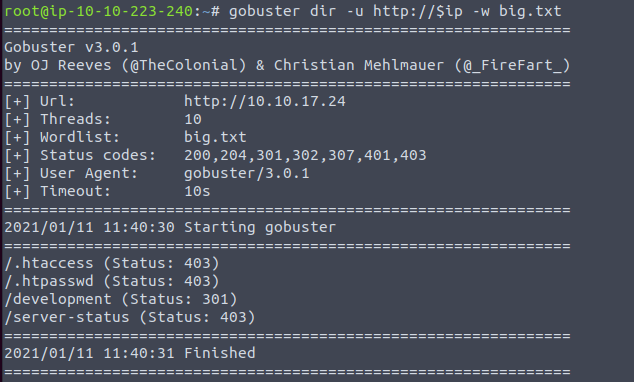 root@ip-10-10-223-240:~# gobuster dir -u http://$ip -w big.txt
===============================================================
Gobuster v3.0.1
by OJ Reeves (@TheColonial) & Christian Mehlmauer (@_FireFart_)
===============================================================
[+] Url:            http://10.10.17.24
[+] Threads:        10
[+] Wordlist:       big.txt
[+] Status codes:   200,204,301,302,307,401,403
[+] User Agent:     gobuster/3.0.1
[+] Timeout:        10s
===============================================================
2021/01/11 11:40:30 Starting gobuster
===============================================================
/.htaccess (Status: 403)
/.htpasswd (Status: 403)
/development (Status: 301)
/server-status (Status: 403)
===============================================================
2021/01/11 11:40:31 Finished
===============================================================